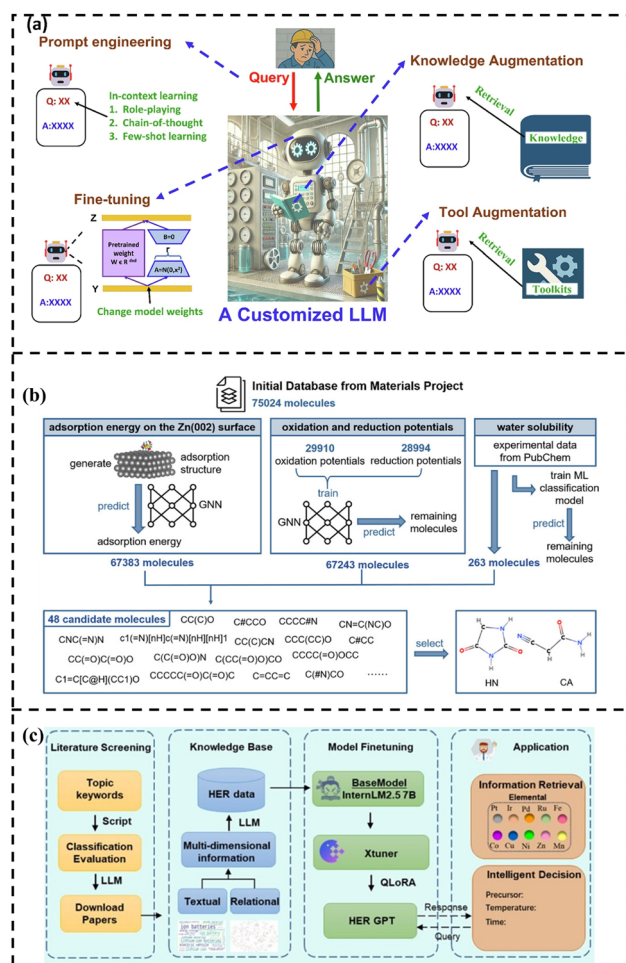 (a)
Prompt engineering
Query
Answer
Knowledge Augmentation
Q: XX
A:XXXX
In-context learning
1. Role-playing
2. Chain-of-thought
3. Few-shot learning
Retrieval
Knowledge
Q: XX
A:XXXX
Fine-tuning
Z
B=0
Pretrained
weight
r
Y
Q: XX
A:XXXX
Change model weights
A Customized LLM
Tool Augmentation
Retrieval
Toolkits
Q: XX
A:XXXX
(b)
Initial Database from Materials Project
75024 molecules
adsorption energy on the Zn(002) surface
generate
adsorption
structure
predict
GNN
adsorption energy
67383 molecules
oxidation and reduction potentials
29910
28994
oxidation potentials
reduction potentials
train
GNN
predict
remaining
molecules
67243 molecules
water solubility
experimental data
from PubChem
train ML
classification
model
predict
remaining
molecules
263 molecules
48 candidate molecules
CC(C)O
C#CCO
CCCC#N
CN=C(NC)O
CNC(=N)N
c1(=N)[nH]c(=N)[nH][nH]1
CC(C)CN
CCC(CC)O
C#CC
CC(=O)C(=O)O
C(C(=O)O)N
C(CC(=O)O)CO
CCCC(=O)OCC
C1=C[C@H](CC1)O
CCCCC(=O)C(=O)C
C=CC=C
C(#N)CO
······
select
HN
CA
(c)
Literature Screening
Topic
keywords
Script
Classification
Evaluation
LLM
Download
Papers
Knowledge Base
HER data
LLM
Multi-dimensional
information
Textual
Relational
Model Finetuning
BaseModel
InternLM2.5 7B
Xtuner
QLoRA
HER GPT
Response
Query
Application
Information Retrieval
Elemental
Pt Ir Pd Ru Fe
Co Cu Ni Zn Mn
Intelligent Decision
Precursor:
Temperature:
Time: